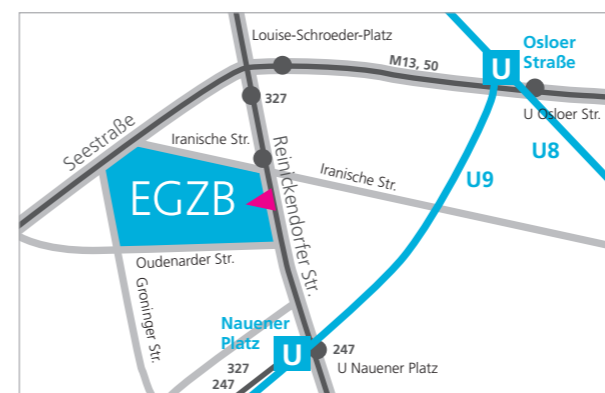 Louise-Schroeder-Platz
Osloer
Straße
M13, 50
U
327
U Osloer Str.
Seestraße
Iranische Str.
U8
Reinickendorfer Str.
Iranische Str.
U9
EGZB
Oudenarder Str.
Groninger Str.
Nauener
Platz
U
247
327
U Nauener Platz
247